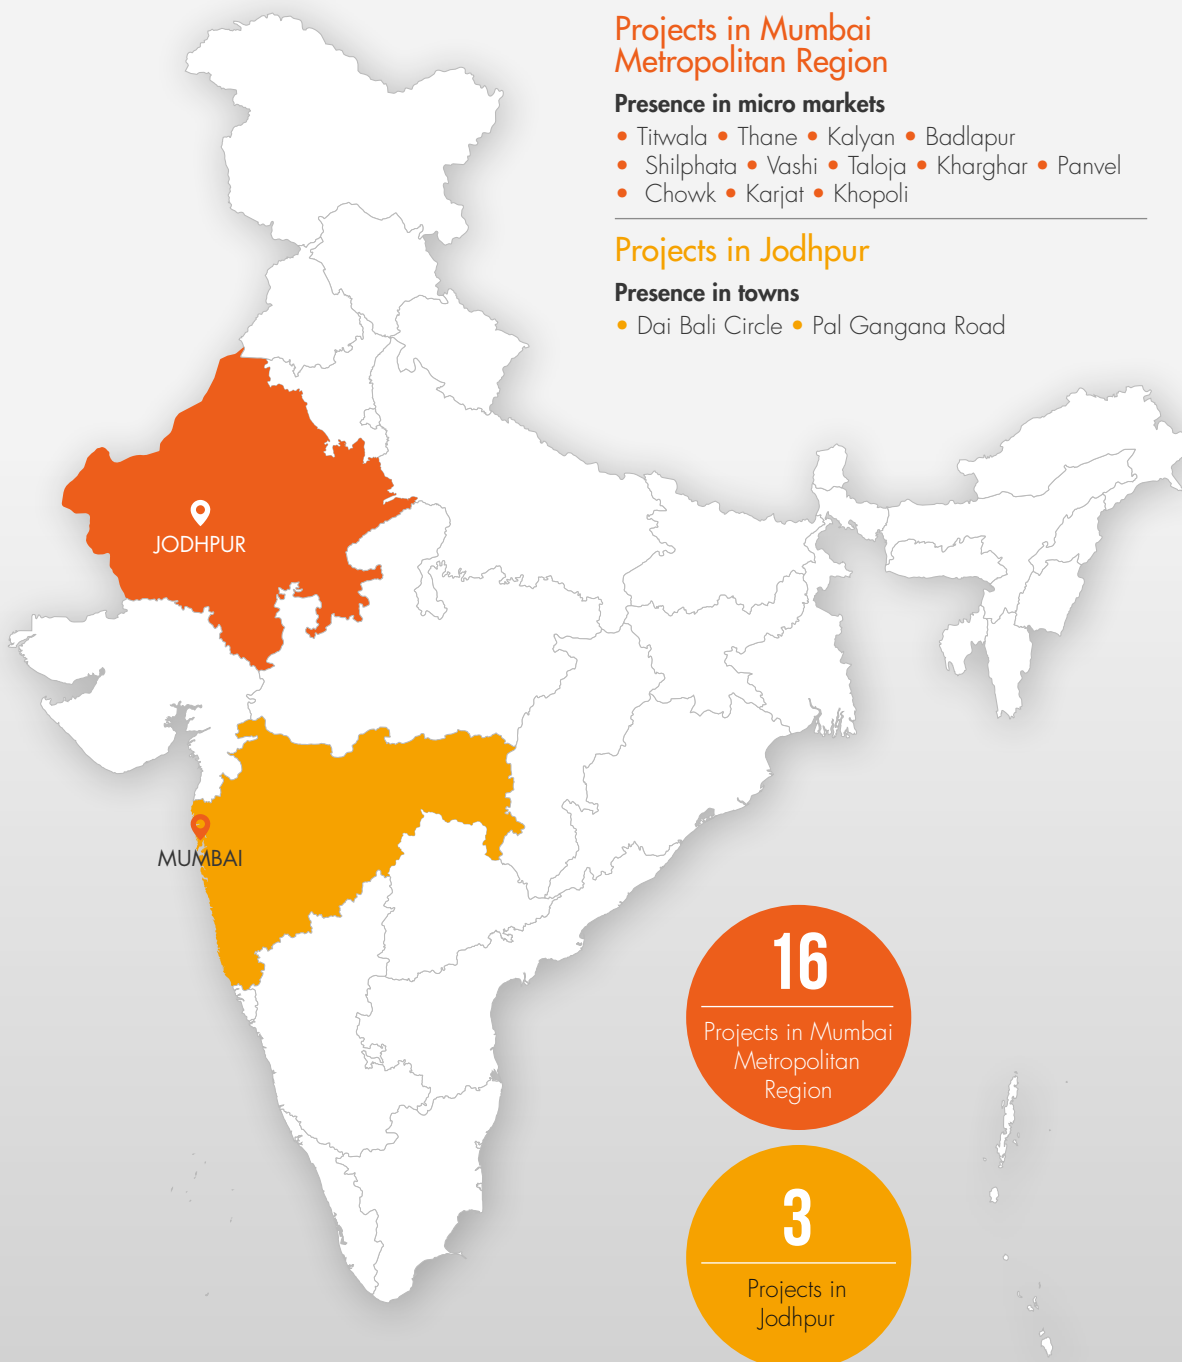 Projects in Mumbai
Metropolitan Region
Presence in micro markets
• Titwala • Thane • Kalyan • Badlapur
• Shilphata • Vashi • Taloja • Kharghar • Panvel
• Chowk • Karjat • Khopoli
Projects in Jodhpur
Presence in towns
• Dai Bali Circle • Pal Gangana Road
JODHPUR
MUMBAI
16
Projects in Mumbai
Metropolitan
Region
3
Projects in
Jodhpur